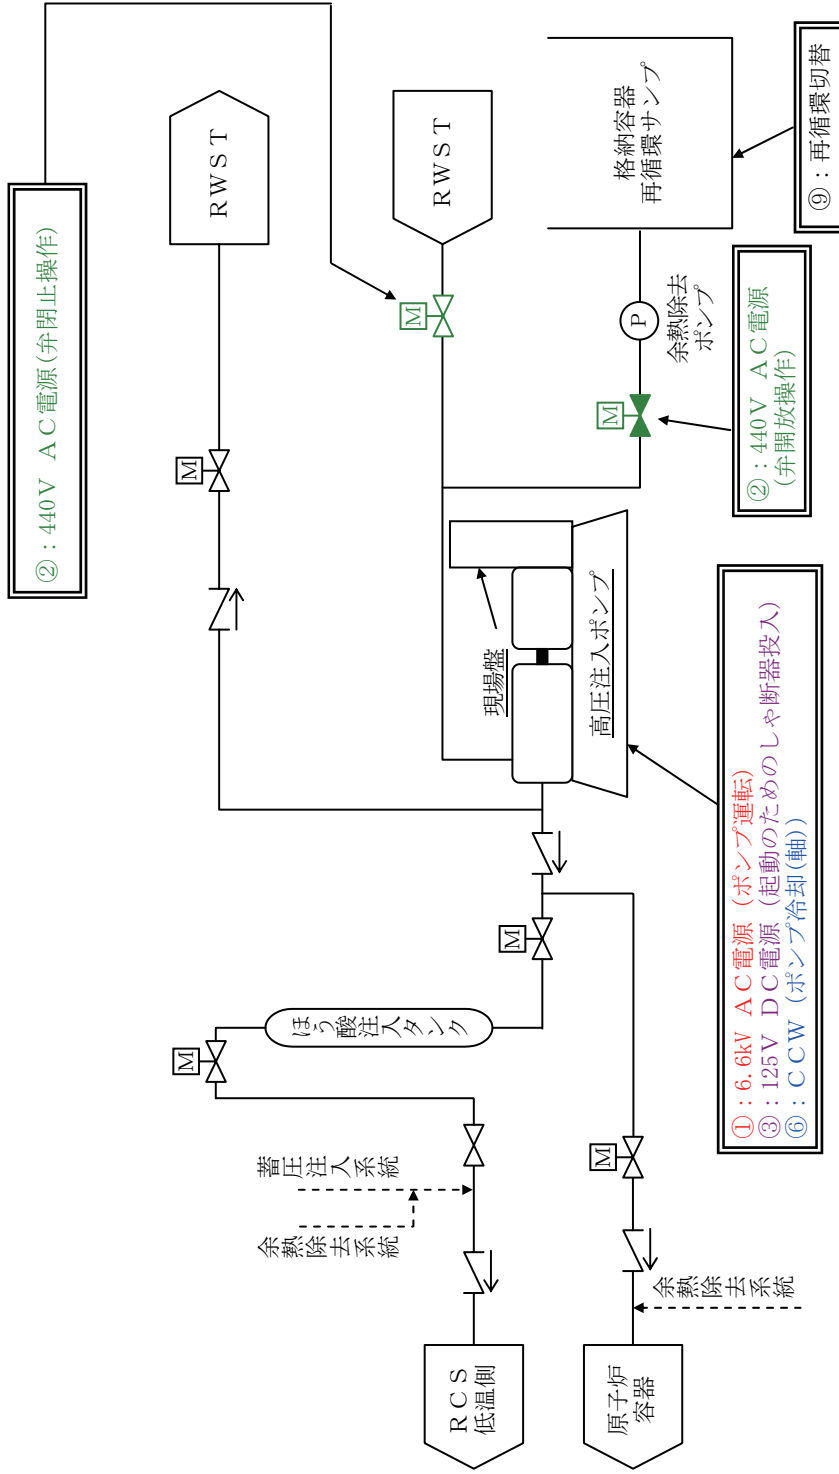 ②：440V AC電源(弁閉止操作)
RWST
M
RWST
M
格納容器
再循環サンプ
⑨：再循環切替
P
余熱除去
ポンプ
M
②：440V AC電源
(弁開放操作)
現場盤
高圧注入ポンプ
①：6.6kV AC電源 (ポンプ運転)
③：125V DC電源 (起動のためのしゃ断器投入)
⑥：CCW (ポンプ冷却(軸))
M
ほう
酸注入
タンク
M
M
蓄圧注入系統
余熱除去系統
余熱除去系統
RCS
低温側
原子炉
容器